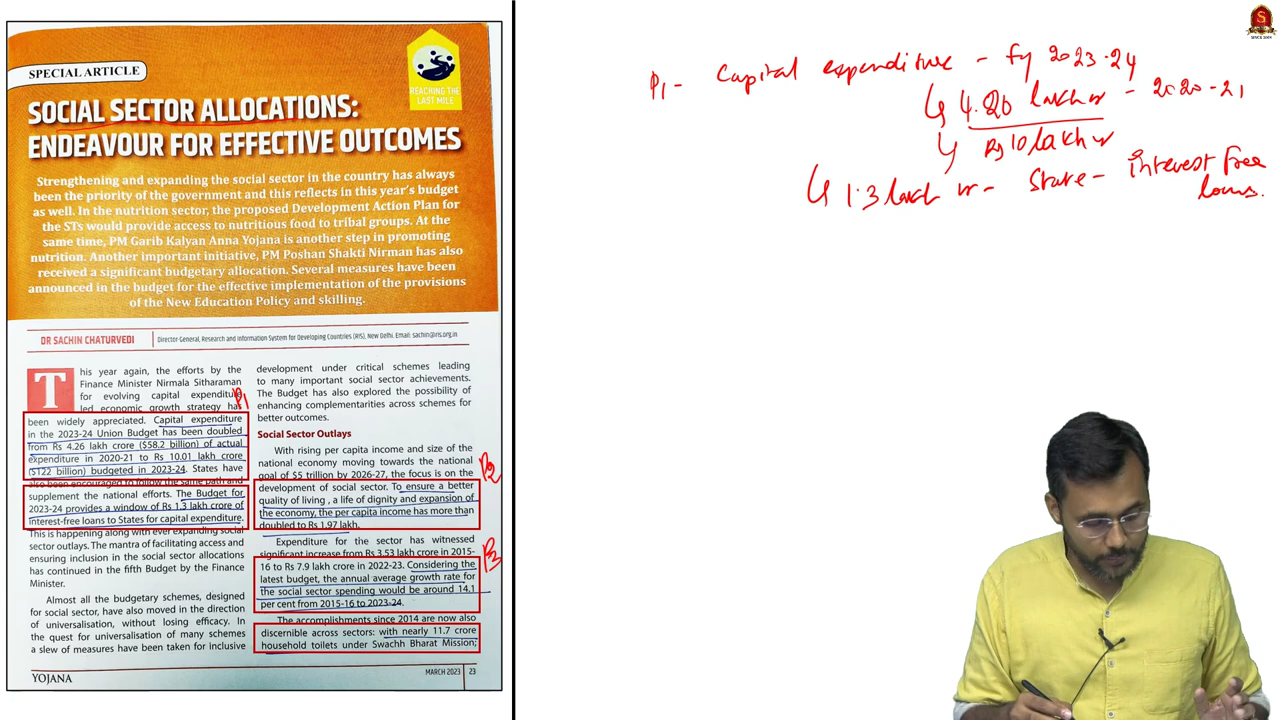 SPECIAL ARTICLE
REACHING THE
LAST MILE
SOCIAL SECTOR ALLOCATIONS:
ENDEAVOUR FOR EFFECTIVE OUTCOMES
Strengthening and expanding the social sector in the country has always
been the priority of the government and this reflects in this year's budget
as well. In the nutrition sector, the proposed Development Action Plan for
the STs would provide access to nutritious food to tribal groups. At the
same time, PM Garib Kalyan Anna Yojana is another step in promoting
nutrition. Another important initiative, PM Poshan Shakti Nirman has also
received a significant budgetary allocation. Several measures have been
announced in the budget for the effective implementation of the provisions
of the New Education Policy and skilling.
DR SACHIN CHATURVEDI
Director General, Research and Information System for Developing Countries (RIS), New Delhi. Email: sachin@ris.org.in
This year again, the efforts by the
Finance Minister Nirmala Sitharaman
for evolving capital expenditure
led economic growth strategy has
been widely appreciated. Capital expenditure
in the 2023-24 Union Budget has been doubled
from Rs 4.26 lakh crore ($58.2 billion) of actual
expenditure in 2020-21 to Rs 10.01 lakh crore
($122 billion) budgeted in 2023-24. States have
also been encouraged to follow the same path and
supplement the national efforts. The Budget for
2023-24 provides a window of Rs 1.3 lakh crore of
interest-free loans to States for capital expenditure.
This is happening along with ever expanding social
sector outlays. The mantra of facilitating access and
ensuring inclusion in the social sector allocations
has continued in the fifth Budget by the Finance
Minister.
Almost all the budgetary schemes, designed
for social sector, have also moved in the direction
of universalisation, without losing efficacy. In
the quest for universalisation of many schemes
a slew of measures have been taken for inclusive
P1
development under critical schemes leading
to many important social sector achievements.
The Budget has also explored the possibility of
enhancing complementarities across schemes for
better outcomes.
Social Sector Outlays
With rising per capita income and size of the
national economy moving towards the national
goal of $5 trillion by 2026-27, the focus is on the
development of social sector. To ensure a better
quality of living , a life of dignity and expansion of
the economy, the per capita income has more than
doubled to Rs 1.97 lakh.
P2
Expenditure for the sector has witnessed
significant increase from Rs 3.53 lakh crore in 2015-
16 to Rs 7.9 lakh crore in 2022-23. Considering the
latest budget, the annual average growth rate for
the social sector spending would be around 14.1
per cent from 2015-16 to 2023-24.
P3
The accomplishments since 2014 are now also
discernible across sectors: with nearly 11.7 crore
household toilets under Swachh Bharat Mission;
YOJANA
MARCH 2023 | 23
P1 - Capital expenditure - Fy 2023-24
4.26 lakh cr - 2020-21
Rs 10 lakh cr
1.3 lakh cr - State - interest free
loans.
S
SINCE 2004